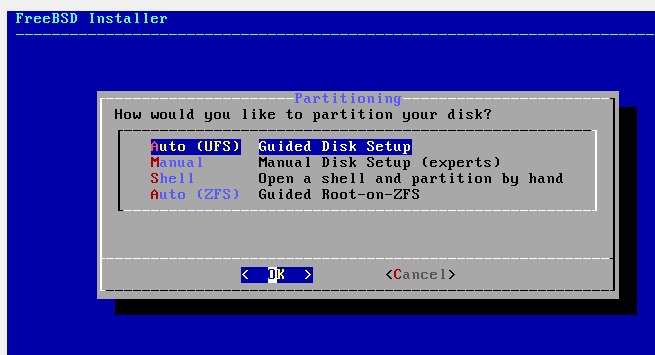 FreeBSD Installer
Partitioning
How would you like to partition your disk?
Auto (UFS) Guided Disk Setup
Manual Manual Disk Setup (experts)
Shell Open a shell and partition by hand
Auto (ZFS) Guided Root-on-ZFS
< OK > <Cancel>